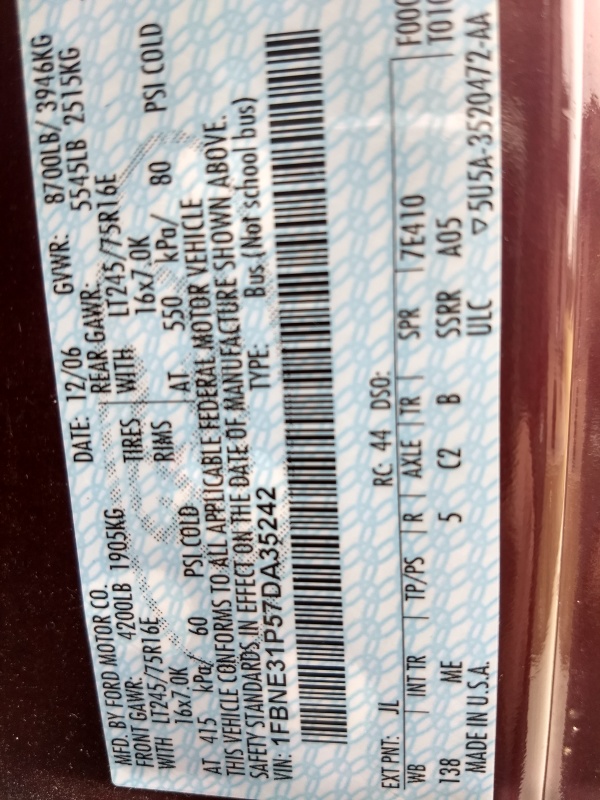 MFD. BY FORD MOTOR CO. DATE: 12/06 GVWR: 8700LB/ 3946KG
FRONT GAWR: 4200LB 1905KG REAR GAWR: 5545LB 2515KG
WITH LT245/75R16E TIRES WITH LT245/75R16E
16x7.0K RIMS 16x7.0K
AT 415 kPa/ 60 PSI COLD AT 550 kPa/ 80 PSI COLD
THIS VEHICLE CONFORMS TO ALL APPLICABLE FEDERAL MOTOR VEHICLE
SAFETY STANDARDS IN EFFECT ON THE DATE OF MANUFACTURE SHOWN ABOVE.
VIN: 1FBNE31P57DA35242 TYPE: Bus (Not school bus)
EXT PNT: JL RC: 44 DSO: F000
WB INT TR TP/PS R AXLE TR SPR 7E410 T010
138 ME 5 C2 B SSRR A05
MADE IN U.S.A. ULC ▽5U5A-3520472-AA